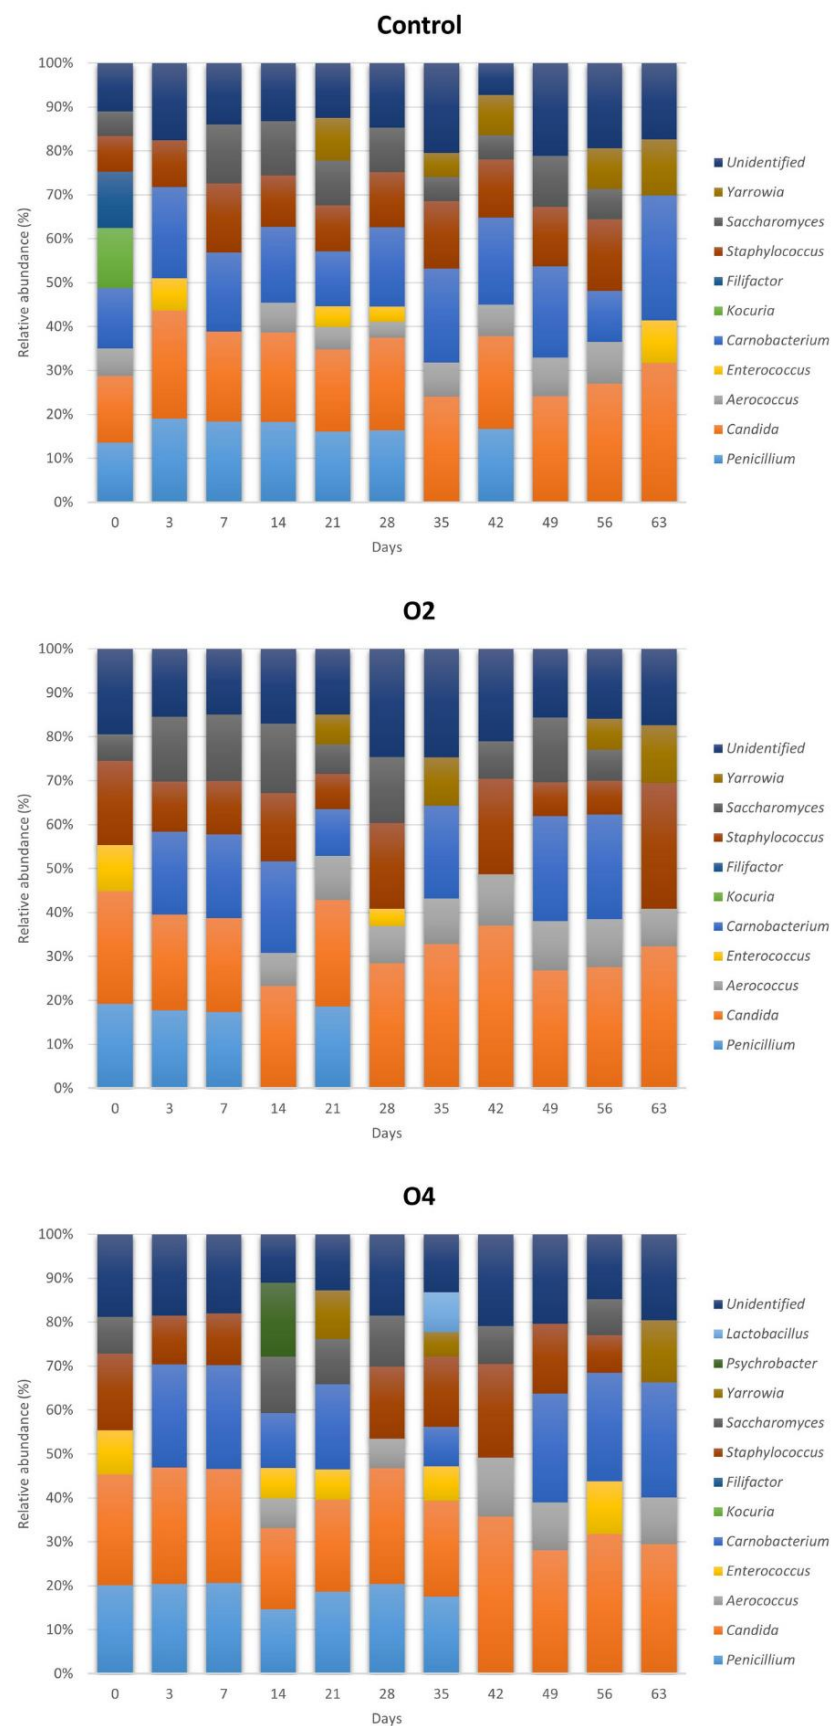 Control
100%
90%
80%
70%
60%
50%
40%
30%
20%
10%
0%
Relative abundance (%)
0 3 7 14 21 28 35 42 49 56 63
Days
Unidentified
Yarrowia
Saccharomyces
Staphylococcus
Filifactor
Kocuria
Carnobacterium
Enterococcus
Aerococcus
Candida
Penicillium
O2
100%
90%
80%
70%
60%
50%
40%
30%
20%
10%
0%
Relative abundance (%)
0 3 7 14 21 28 35 42 49 56 63
Days
Unidentified
Yarrowia
Saccharomyces
Staphylococcus
Filifactor
Kocuria
Carnobacterium
Enterococcus
Aerococcus
Candida
Penicillium
O4
100%
90%
80%
70%
60%
50%
40%
30%
20%
10%
0%
Relative abundance (%)
0 3 7 14 21 28 35 42 49 56 63
Days
Unidentified
Lactobacillus
Psychrobacter
Yarrowia
Saccharomyces
Staphylococcus
Filifactor
Kocuria
Carnobacterium
Enterococcus
Aerococcus
Candida
Penicillium